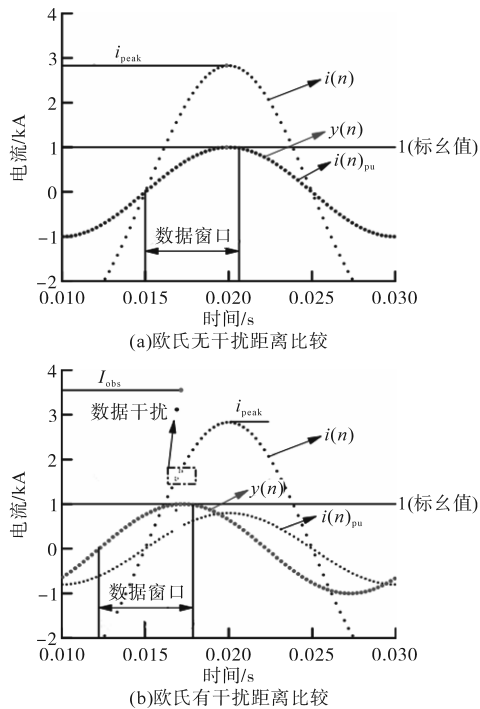 4
3
2
1
0
−1
−2
电流/kA
i_peak
i(n)
y(n)
i(n)_pu
1(标幺值)
数据窗口
0.010 0.015 0.020 0.025 0.030
时间/s
(a)欧氏无干扰距离比较
4
3
2
1
0
−1
−2
电流/kA
I_obs
数据干扰
i_peak
i(n)
y(n)
1(标幺值)
i(n)_pu
数据窗口
0.010 0.015 0.020 0.025 0.030
时间/s
(b)欧氏有干扰距离比较